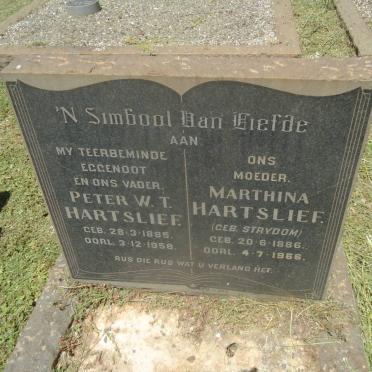 'N Simbool Van Liefde
AAN
MY TEERBEMINDE
EGGENOOT
EN ONS VADER,
PETER W. T.
HARTSLIEF.
GEB. 28-3-1885.
OORL. 3-12-1958.
ONS
MOEDER,
MARTHINA
HARTSLIEF.
(GEB. STRYDOM)
GEB. 20-6-1886.
OORL. 4-7-1966.
RUS DIE RUS WAT U VERLANG HET.